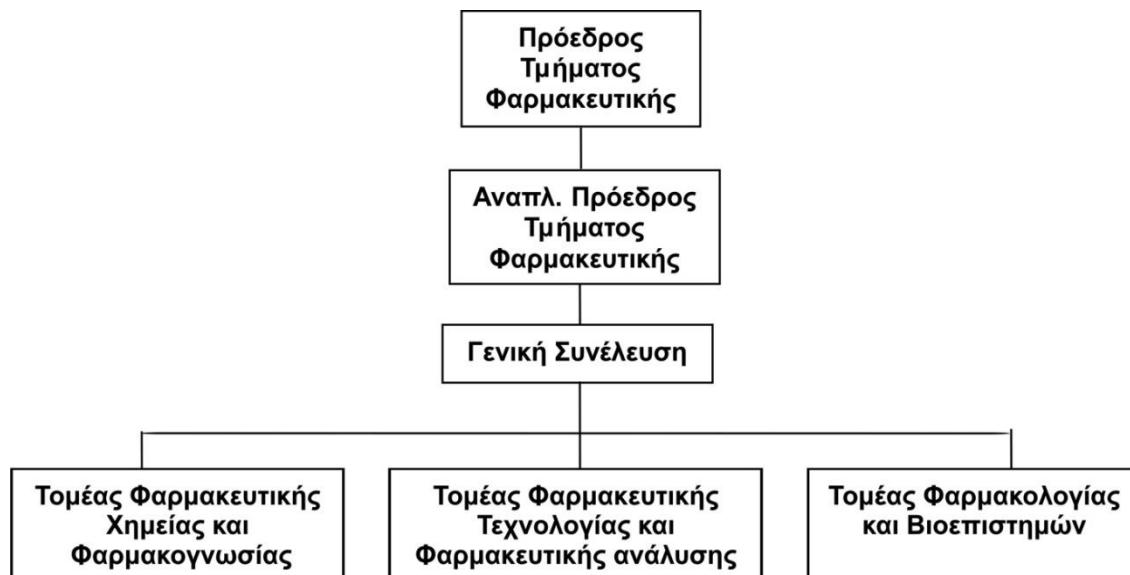 Πρόεδρος
Τμήματος
Φαρμακευτικής
Αναπλ. Πρόεδρος
Τμήματος
Φαρμακευτικής
Γενική Συνέλευση
Τομέας Φαρμακευτικής
Χημείας και
Φαρμακογνωσίας
Τομέας Φαρμακευτικής
Τεχνολογίας και
Φαρμακευτικής ανάλυσης
Τομέας Φαρμακολογίας
και Βιοεπιστημών